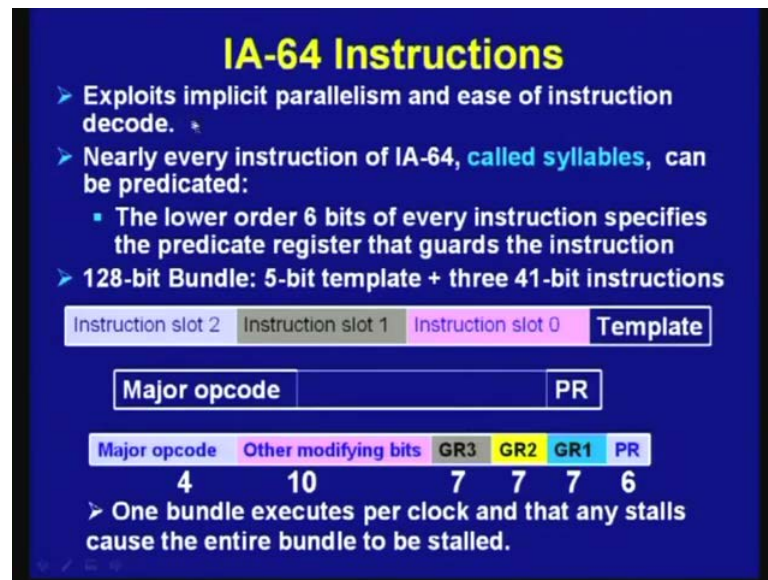 IA-64 Instructions
➢ Exploits implicit parallelism and ease of instruction
decode.
➢ Nearly every instruction of IA-64, called syllables, can
be predicated:
▪ The lower order 6 bits of every instruction specifies
the predicate register that guards the instruction
➢ 128-bit Bundle: 5-bit template + three 41-bit instructions
Instruction slot 2 Instruction slot 1 Instruction slot 0 Template
Major opcode PR
Major opcode Other modifying bits GR3 GR2 GR1 PR
4 10 7 7 7 6
➢ One bundle executes per clock and that any stalls
cause the entire bundle to be stalled.